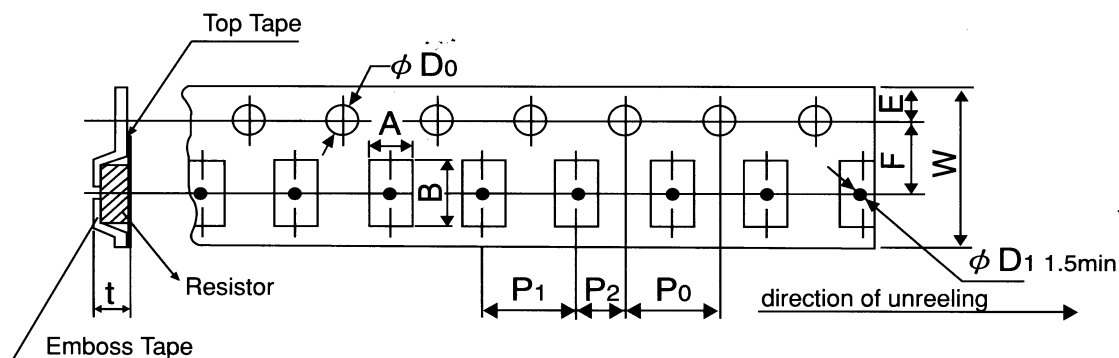 Top Tape
φ D0
A
B
E
F
W
φ D1 1.5min
P1
P2
P0
direction of unreeling
t
Resistor
Emboss Tape